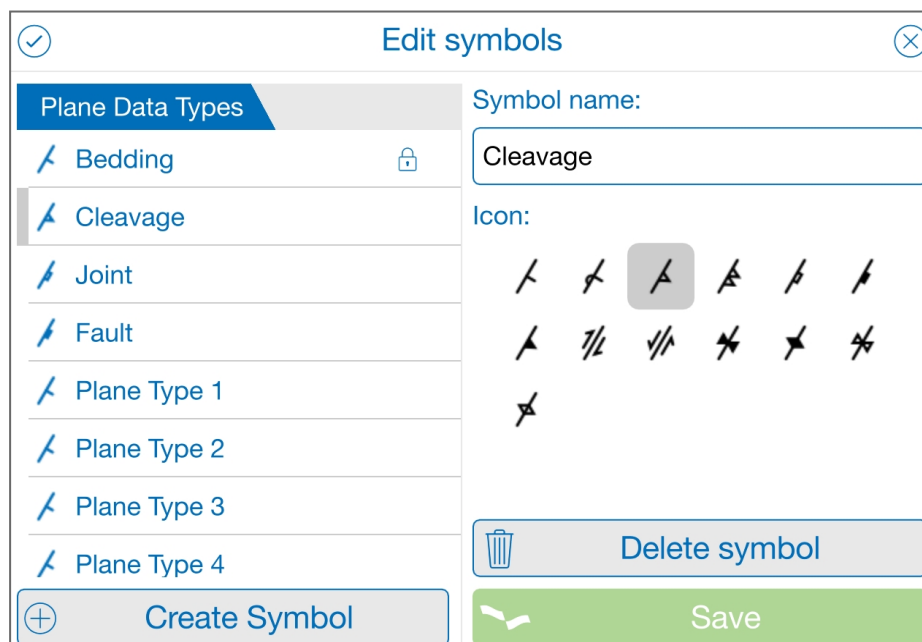 Edit symbols
Plane Data Types
Bedding
Cleavage
Joint
Fault
Plane Type 1
Plane Type 2
Plane Type 3
Plane Type 4
Create Symbol
Symbol name:
Cleavage
Icon:
Delete symbol
Save